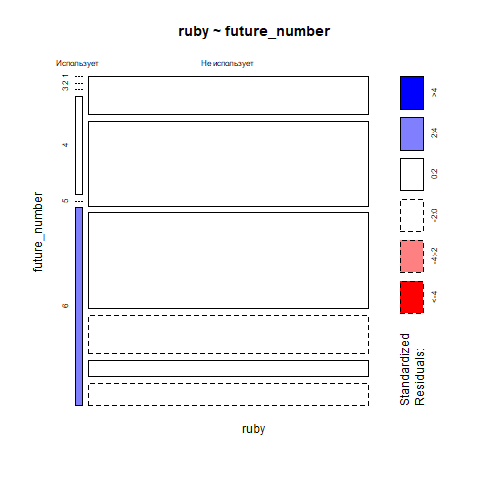 ruby ~ future_number
Использует
Не использует
1
2
3
4
5
6
future_number
ruby
>4
2:4
0:2
-2:0
-4:-2
<-4
Standardized
Residuals: